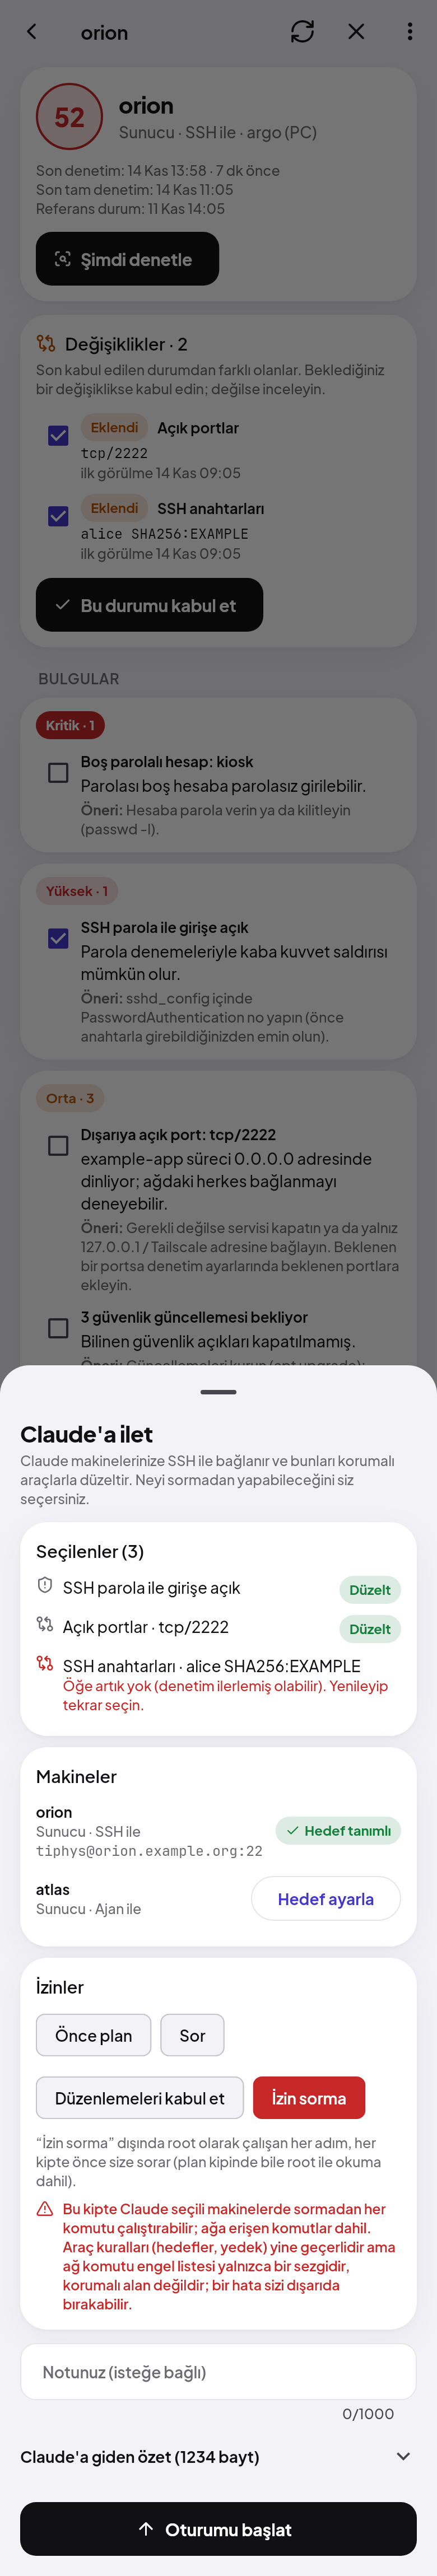 orion
52
orion
Sunucu · SSH ile · argo (PC)
Son denetim: 14 Kas 13:58 · 7 dk önce
Son tam denetim: 14 Kas 11:05
Referans durum: 11 Kas 14:05
Şimdi denetle
Değişiklikler · 2
Son kabul edilen durumdan farklı olanlar. Beklediğiniz
bir değişiklikse kabul edin; değilse inceleyin.
Eklendi Açık portlar
tcp/2222
ilk görülme 14 Kas 09:05
Eklendi SSH anahtarları
alice SHA256:EXAMPLE
ilk görülme 14 Kas 09:05
Bu durumu kabul et
BULGULAR
Kritik · 1
Boş parolalı hesap: kiosk
Parolası boş hesaba parolasız girilebilir.
Öneri: Hesaba parola verin ya da kilitleyin
(passwd -l).
Yüksek · 1
SSH parola ile girişe açık
Parola denemeleriyle kaba kuvvet saldırısı
mümkün olur.
Öneri: sshd_config içinde
PasswordAuthentication no yapın (önce
anahtarla girebildiğinizden emin olun).
Orta · 3
Dışarıya açık port: tcp/2222
example-app süreci 0.0.0.0 adresinde
dinliyor; ağdaki herkes bağlanmayı
deneyebilir.
Öneri: Gerekli değilse servisi kapatın ya da yalnız
127.0.0.1 / Tailscale adresine bağlayın. Beklenen
bir portsa denetim ayarlarında beklenen portlara
ekleyin.
3 güvenlik güncellemesi bekliyor
Bilinen güvenlik açıkları kapatılmamış.
Öneri: Güncellemeleri kurun (apt upgrade);
Claude'a ilet
Claude makinelerinize SSH ile bağlanır ve bunları korumalı
araçlarla düzeltir. Neyi sormadan yapabileceğini siz
seçersiniz.
Seçilenler (3)
SSH parola ile girişe açık Düzelt
Açık portlar · tcp/2222 Düzelt
SSH anahtarları · alice SHA256:EXAMPLE
Öğe artık yok (denetim ilerlemiş olabilir). Yenileyip
tekrar seçin.
Makineler
orion
Sunucu · SSH ile
tiphys@orion.example.org:22
Hedef tanımlı
atlas
Sunucu · Ajan ile
Hedef ayarla
İzinler
Önce plan Sor
Düzenlemeleri kabul et İzin sorma
“İzin sorma” dışında root olarak çalışan her adım, her
kipte önce size sorar (plan kipinde bile root ile okuma
dahil).
Bu kipte Claude seçili makinelerde sormadan her
komutu çalıştırabilir; ağa erişen komutlar dahil.
Araç kuralları (hedefler, yedek) yine geçerlidir ama
ağ komutu engel listesi yalnızca bir sezgidir,
korumalı alan değildir; bir hata sizi dışarıda
bırakabilir.
Notunuz (isteğe bağlı)
0/1000
Claude'a giden özet (1234 bayt)
Oturumu başlat